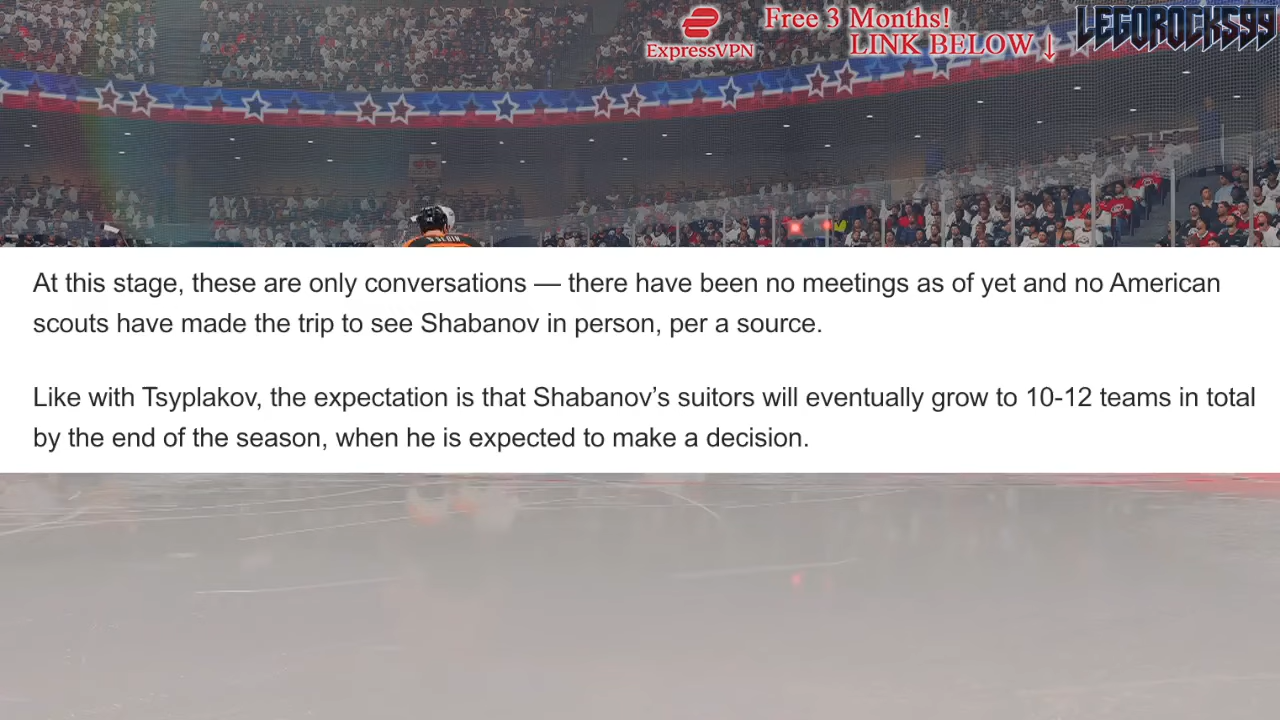 Free 3 Months!
ExpressVPN
LINK BELOW ↓
LEGOROCKS99
At this stage, these are only conversations — there have been no meetings as of yet and no American
scouts have made the trip to see Shabanov in person, per a source.
Like with Tsyplakov, the expectation is that Shabanov’s suitors will eventually grow to 10-12 teams in total
by the end of the season, when he is expected to make a decision.